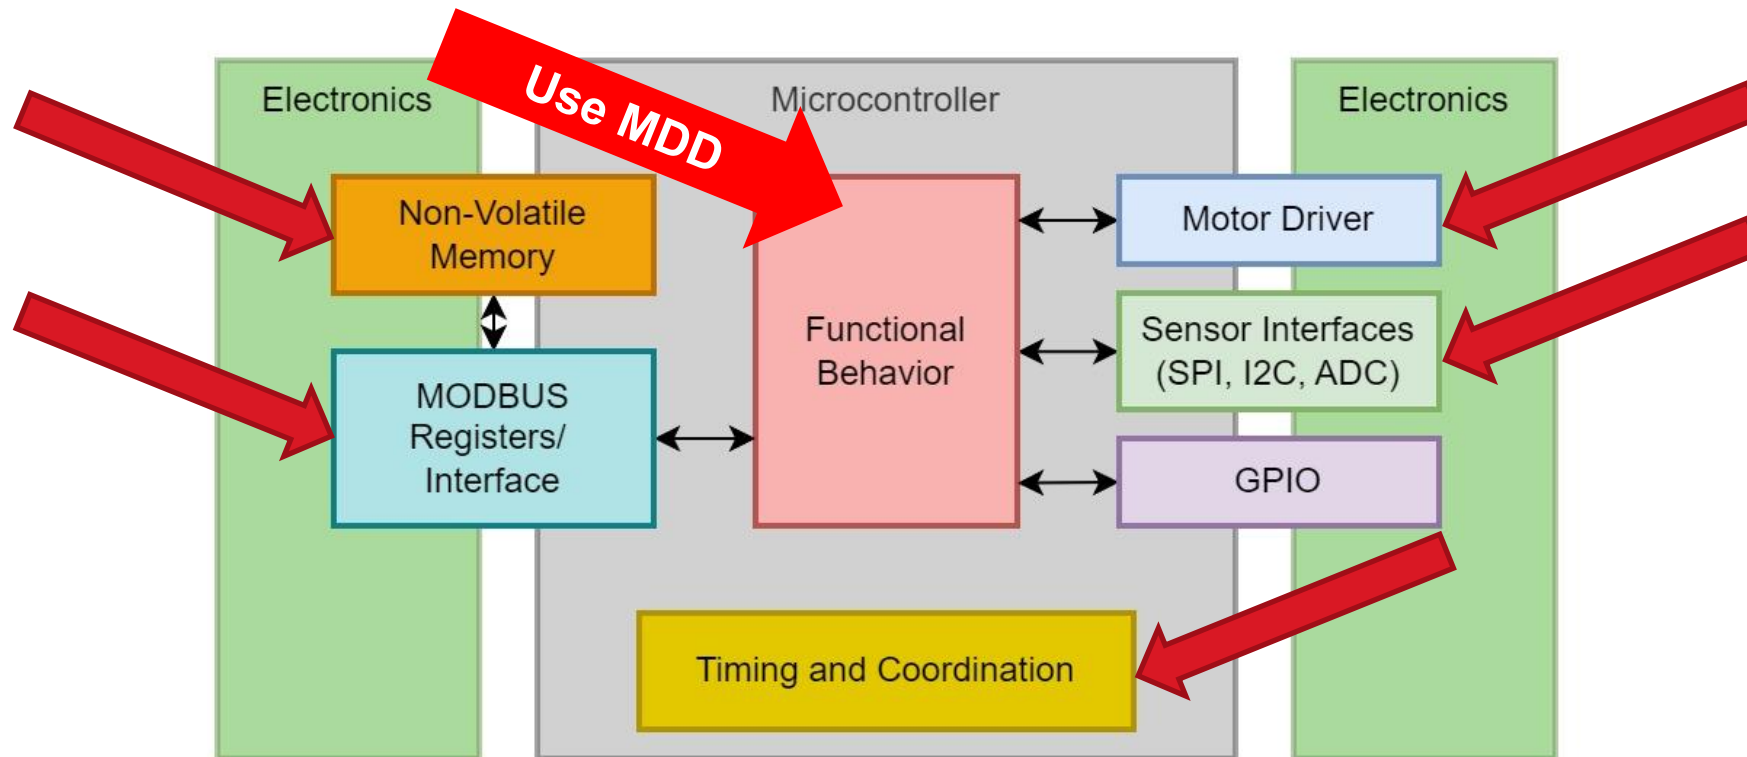 Electronics
Use MDD
Microcontroller
Electronics
Non-Volatile
Memory
Motor Driver
Functional
Behavior
Sensor Interfaces
(SPI, I2C, ADC)
MODBUS
Registers/
Interface
GPIO
Timing and Coordination